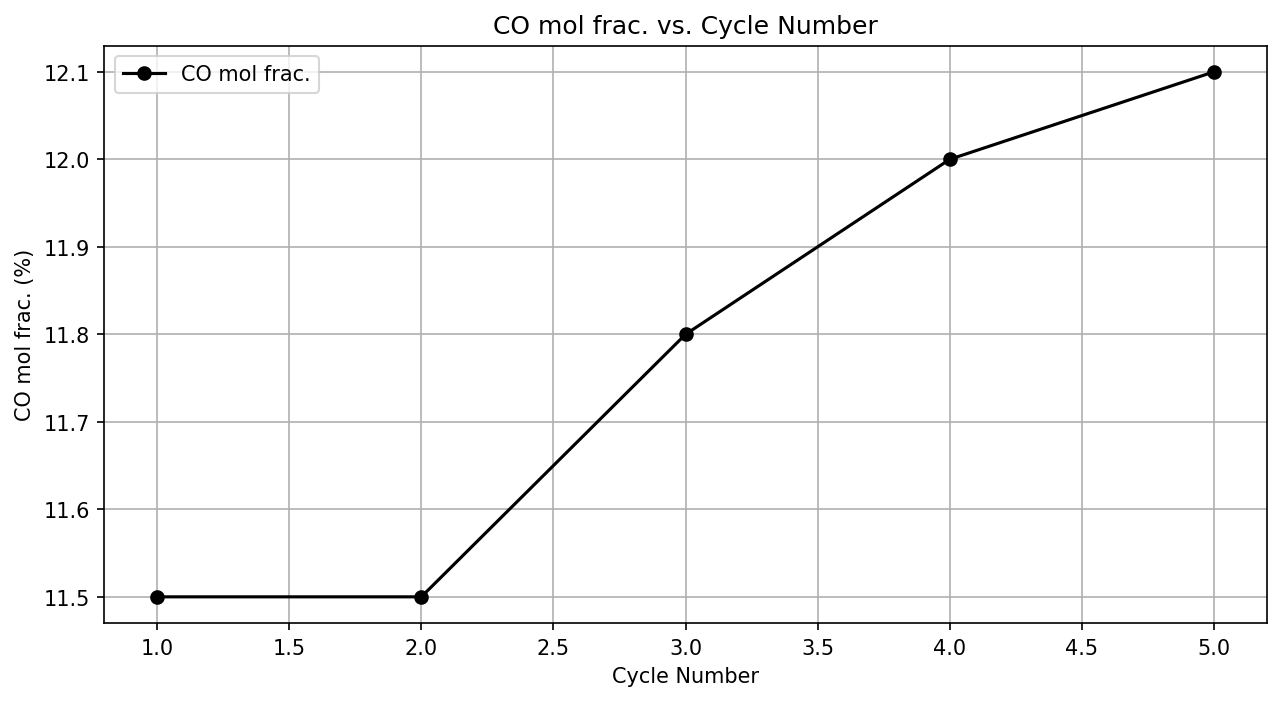 CO mol frac. vs. Cycle Number
CO mol frac.
CO mol frac. (%)
12.1
12.0
11.9
11.8
11.7
11.6
11.5
1.0 1.5 2.0 2.5 3.0 3.5 4.0 4.5 5.0
Cycle Number